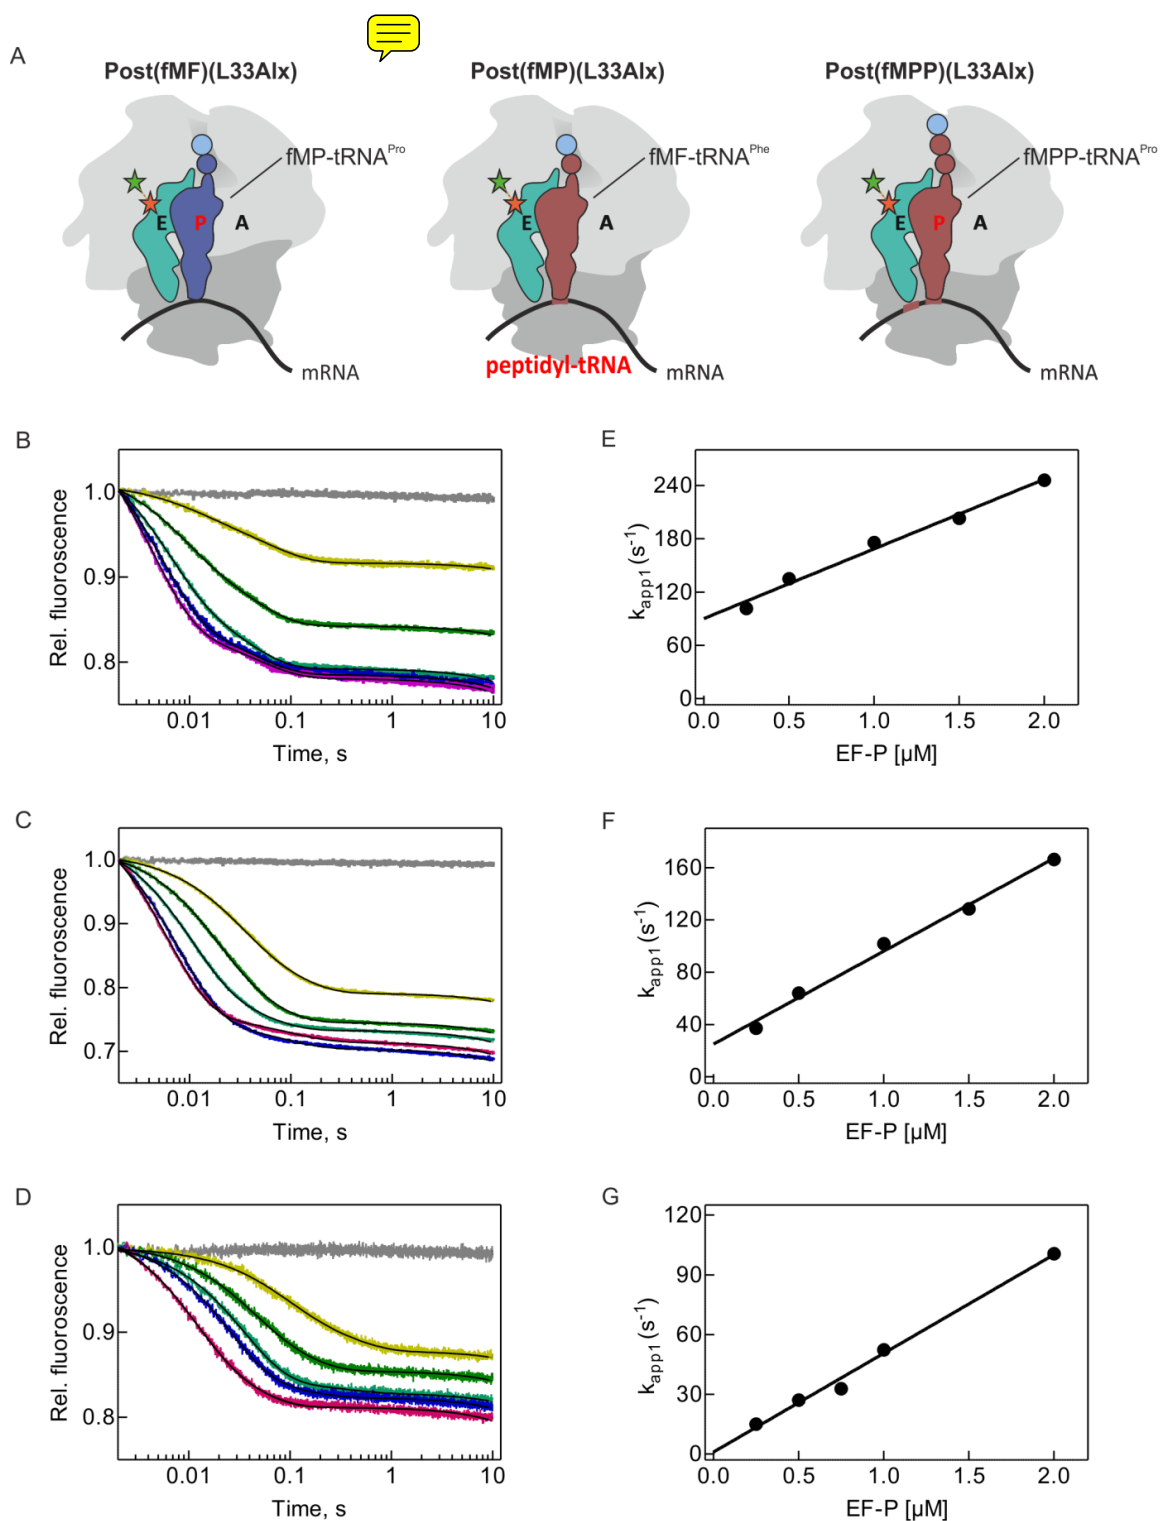 A
Post(fMF)(L33Alx)
Post(fMP)(L33Alx)
Post(fMPP)(L33Alx)
fMP-tRNAPro
fMF-tRNAPhe
fMPP-tRNAPro
E P A
E A
E P A
peptidyl-tRNA
mRNA
mRNA
mRNA
B
Rel. fluoroscence
1.0
0.9
0.8
0.01 0.1 1 10
Time, s
E
kapp1 (s-1)
240
180
120
60
0
0.0 0.5 1.0 1.5 2.0
EF-P [µM]
C
Rel. fluoroscence
1.0
0.9
0.8
0.7
0.01 0.1 1 10
Time, s
F
kapp1 (s-1)
160
120
80
40
0
0.0 0.5 1.0 1.5 2.0
EF-P [µM]
D
Rel. fluoroscence
1.0
0.9
0.8
0.01 0.1 1 10
Time, s
G
kapp1 (s-1)
120
90
60
30
0
0.0 0.5 1.0 1.5 2.0
EF-P [µM]